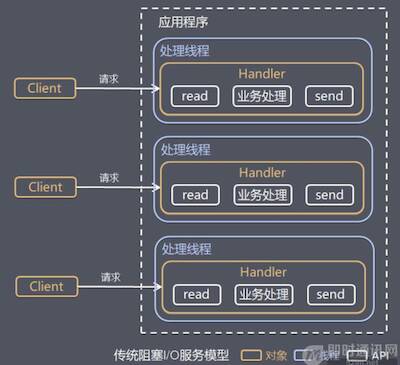 应用程序
处理线程
Handler
Client
请求
read
业务处理
send
处理线程
Handler
Client
请求
read
业务处理
send
处理线程
Handler
Client
请求
read
业务处理
send
传统阻塞I/O服务模型
对象
线程
API
即时通讯网